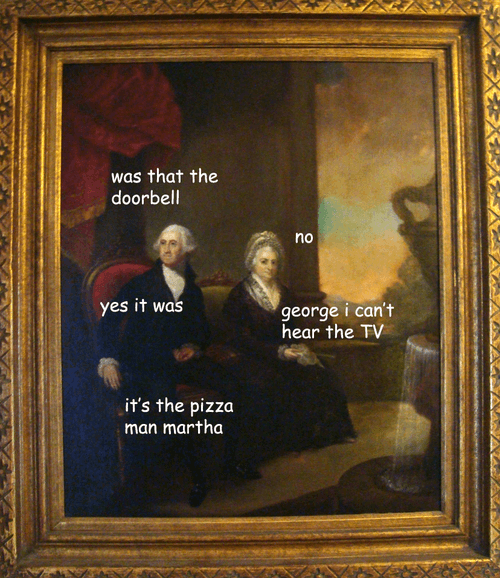 was that the
doorbell
no
yes it was
george i can't
hear the TV
it's the pizza
man martha